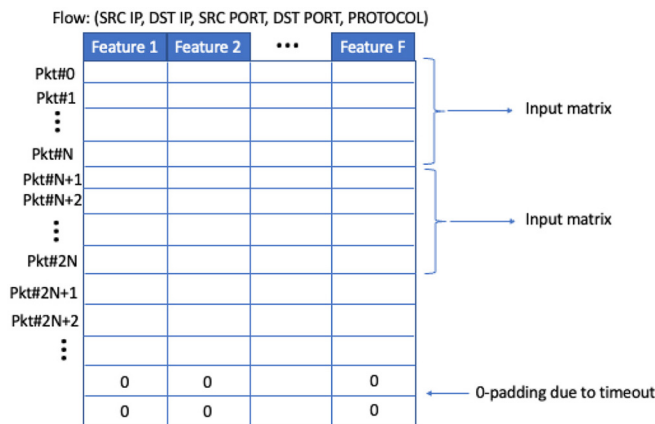 Flow: (SRC IP, DST IP, SRC PORT, DST PORT, PROTOCOL)
Feature 1 Feature 2 ••• Feature F
Pkt#0
Pkt#1
Input matrix
Pkt#N
Pkt#N+1
Pkt#N+2
Input matrix
Pkt#2N
Pkt#2N+1
Pkt#2N+2
0 0 0
0-padding due to timeout
0 0 0